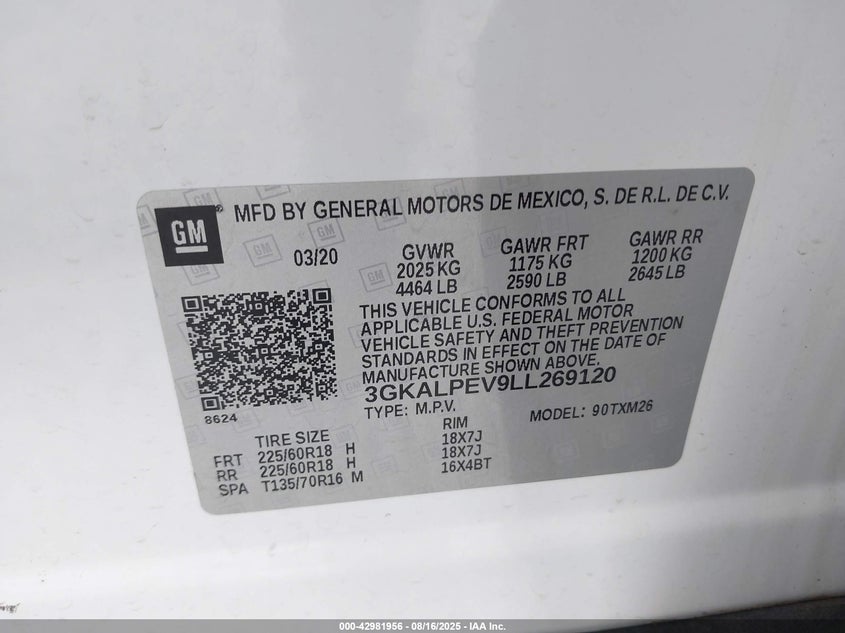 GM ® MFD BY GENERAL MOTORS DE MEXICO, S. DE R.L. DE C.V.
03/20 GVWR GAWR FRT GAWR RR
2025 KG 1175 KG 1200 KG
4464 LB 2590 LB 2645 LB
THIS VEHICLE CONFORMS TO ALL
APPLICABLE U.S. FEDERAL MOTOR
VEHICLE SAFETY AND THEFT PREVENTION
STANDARDS IN EFFECT ON THE DATE OF
MANUFACTURE SHOWN ABOVE.
3GKALPEV9LL269120
8624
TYPE: M.P.V. MODEL: 90TXM26
TIRE SIZE RIM
FRT 225/60R18 H 18X7J
RR 225/60R18 H 18X7J
SPA T135/70R16 M 16X4BT
000-42981956 - 08/16/2025 - IAA Inc.